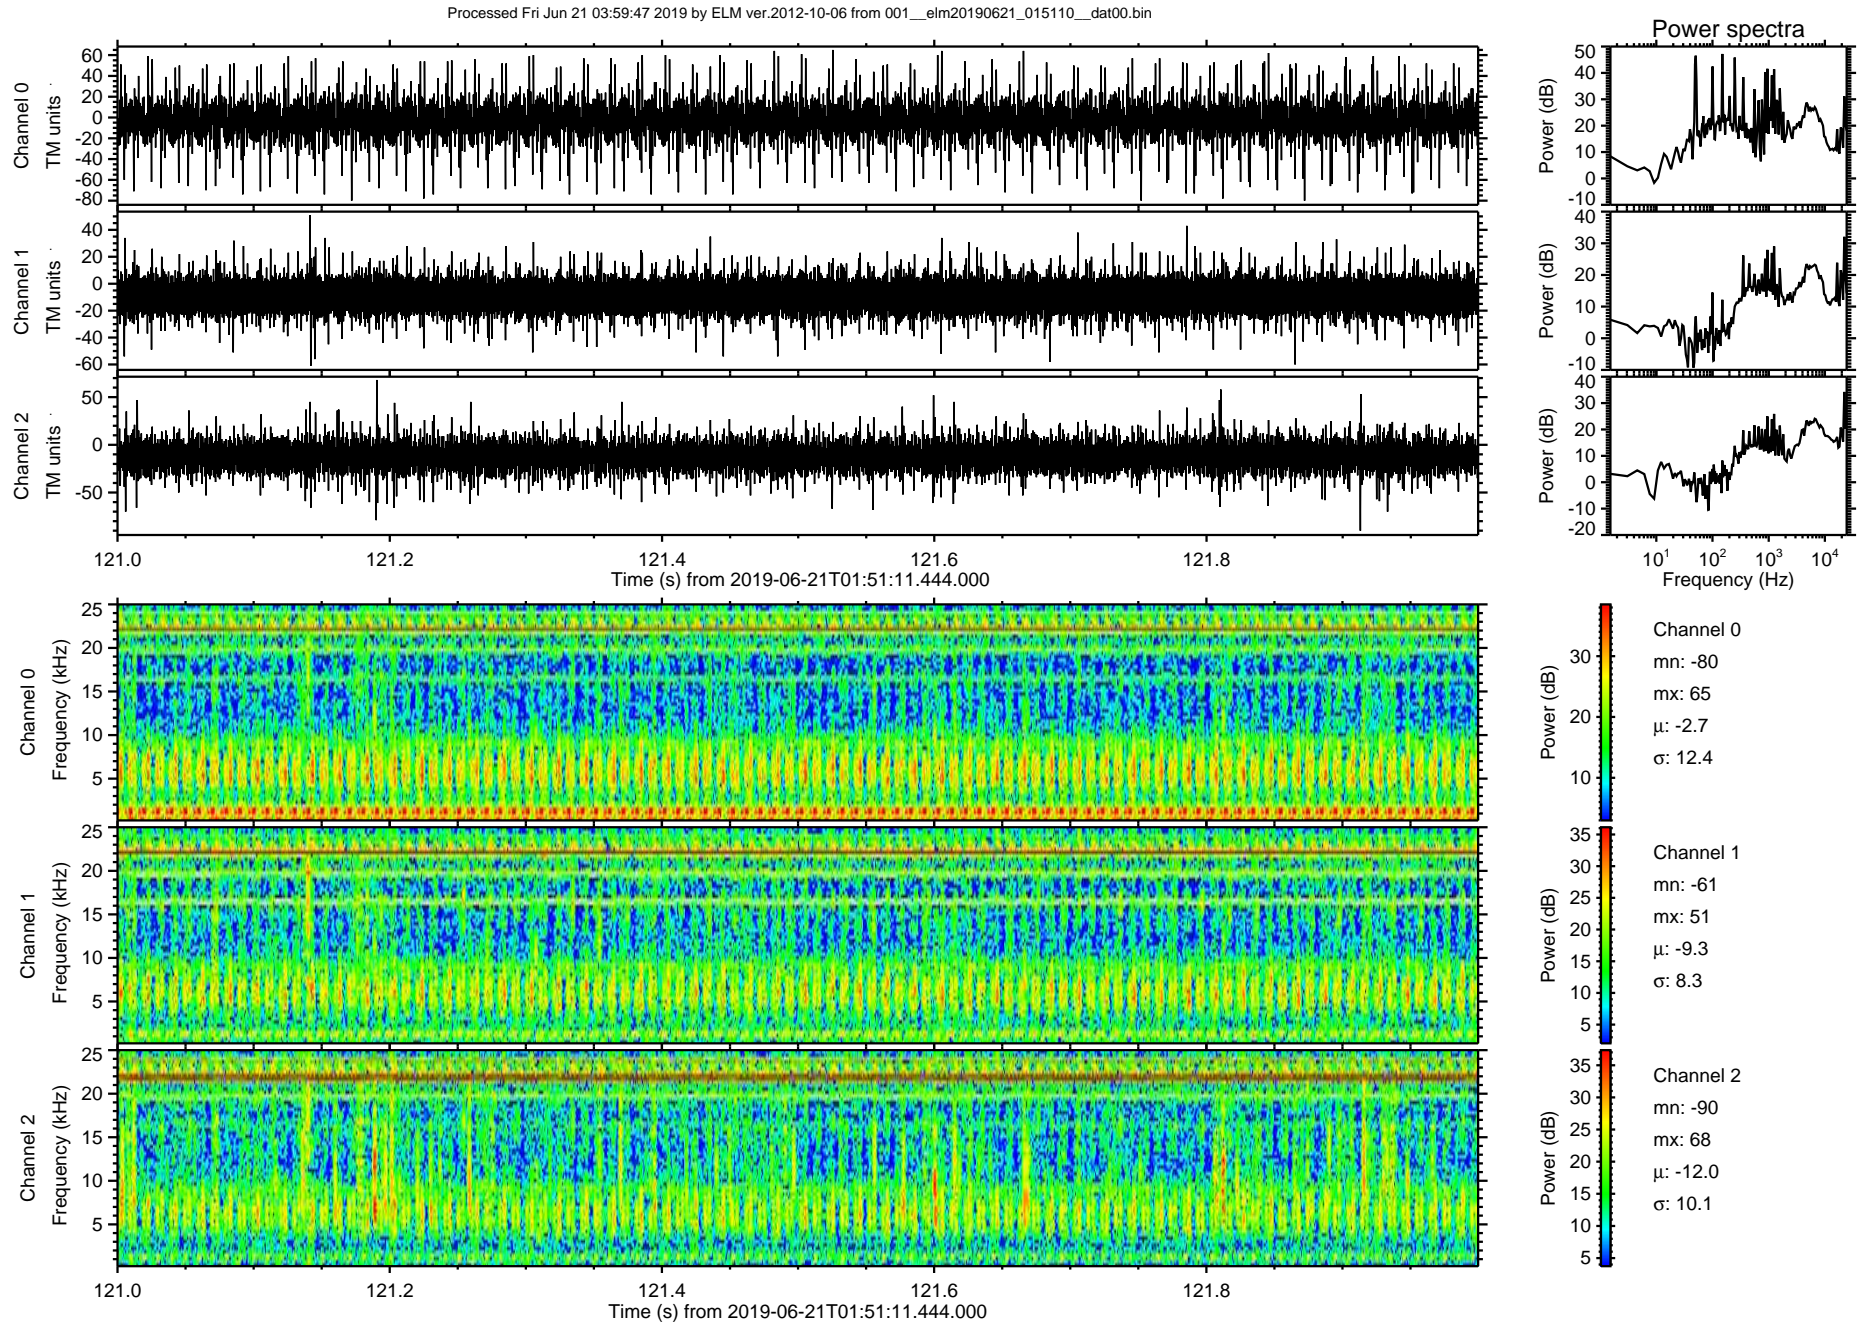 Processed Fri Jun 21 03:59:47 2019 by ELM ver.2012-10-06 from 001__elm20190621_015110__dat00.bin
Power spectra
Channel 0
TM units
60
40
20
0
-20
-40
-60
-80
Power (dB)
50
40
30
20
10
0
-10
Channel 1
TM units
40
20
0
-20
-40
-60
Power (dB)
40
30
20
10
0
-10
Channel 2
TM units
50
0
-50
Power (dB)
40
30
20
10
0
-10
-20
121.0 121.2 121.4 121.6 121.8
Time (s) from 2019-06-21T01:51:11.444.000
10¹ 10² 10³ 10⁴
Frequency (Hz)
Channel 0
Frequency (kHz)
25
20
15
10
5
Power (dB)
30
20
10
Channel 0
mn: -80
mx: 65
μ: -2.7
σ: 12.4
Channel 1
Frequency (kHz)
25
20
15
10
5
Power (dB)
35
30
25
20
15
10
5
Channel 1
mn: -61
mx: 51
μ: -9.3
σ: 8.3
Channel 2
Frequency (kHz)
25
20
15
10
5
Power (dB)
35
30
25
20
15
10
5
Channel 2
mn: -90
mx: 68
μ: -12.0
σ: 10.1
121.0 121.2 121.4 121.6 121.8
Time (s) from 2019-06-21T01:51:11.444.000